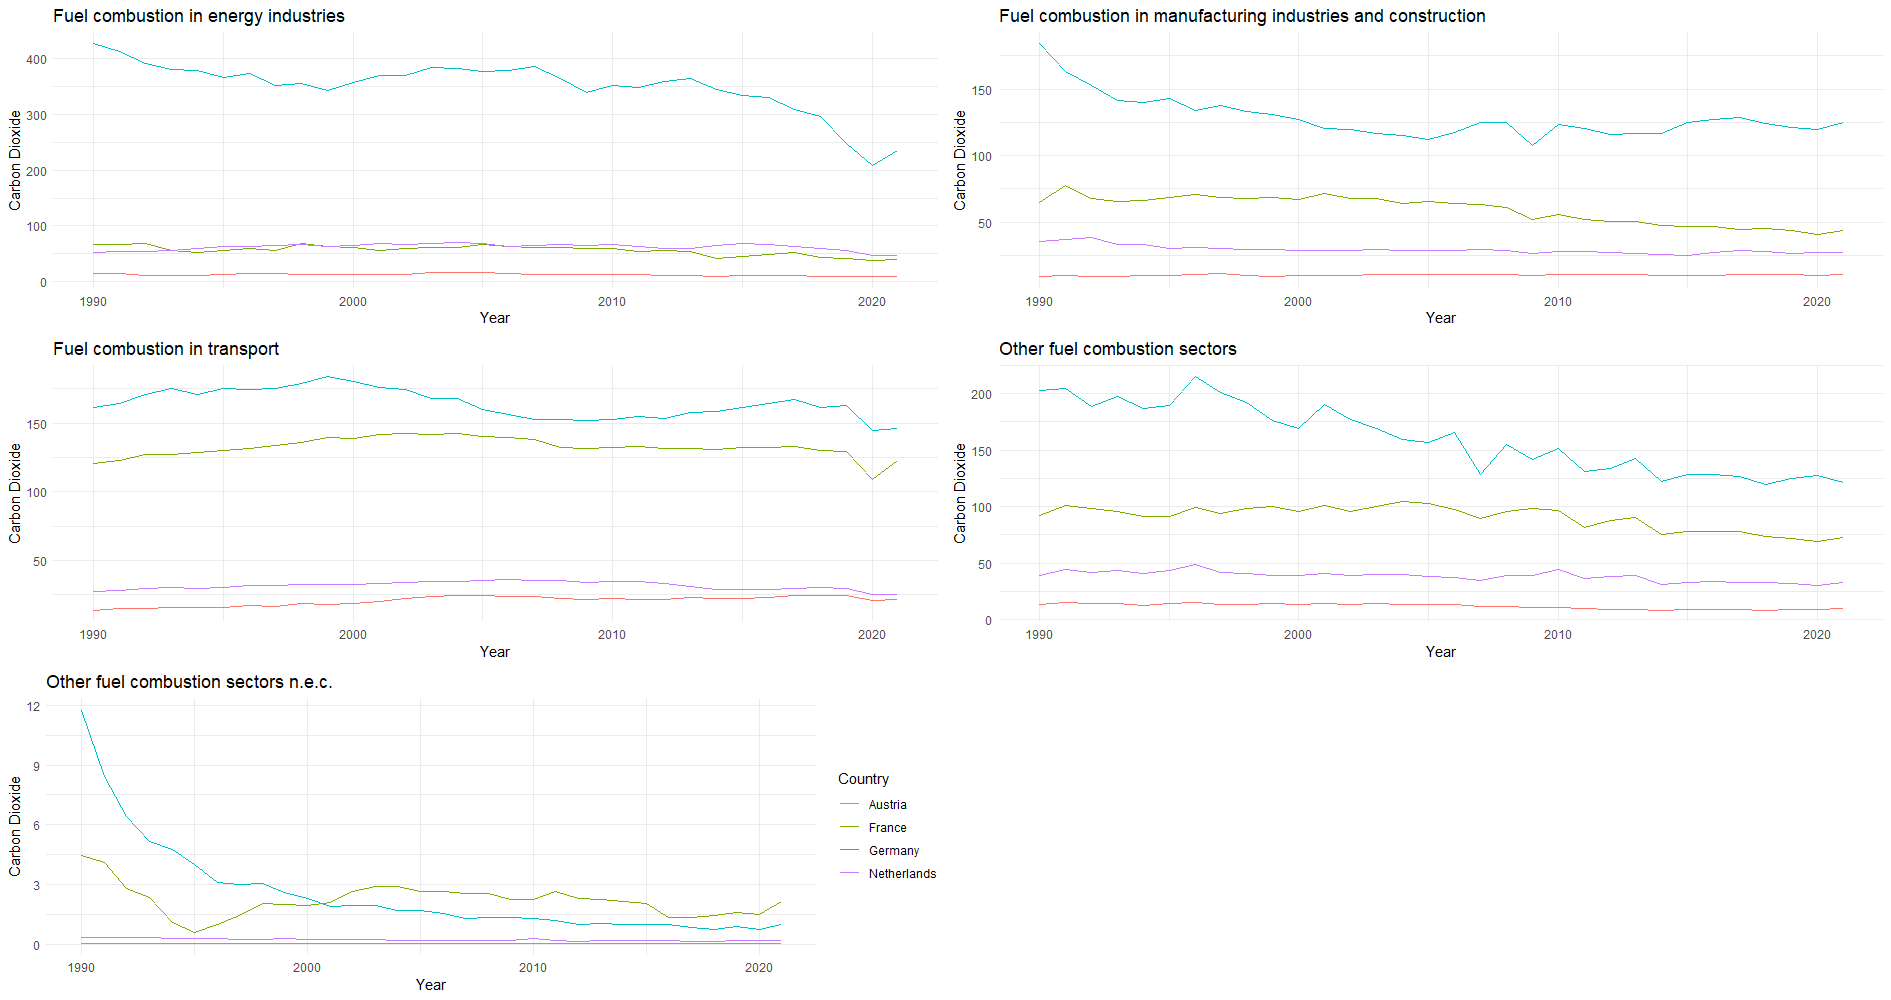 Fuel combustion in energy industries
Carbon Dioxide
400
300
200
100
0
1990 2000 2010 2020
Year
Fuel combustion in manufacturing industries and construction
Carbon Dioxide
150
100
50
1990 2000 2010 2020
Year
Fuel combustion in transport
Carbon Dioxide
150
100
50
1990 2000 2010 2020
Year
Other fuel combustion sectors
Carbon Dioxide
200
150
100
50
0
1990 2000 2010 2020
Year
Other fuel combustion sectors n.e.c.
Carbon Dioxide
12
9
6
3
0
1990 2000 2010 2020
Year
Country
Austria
France
Germany
Netherlands